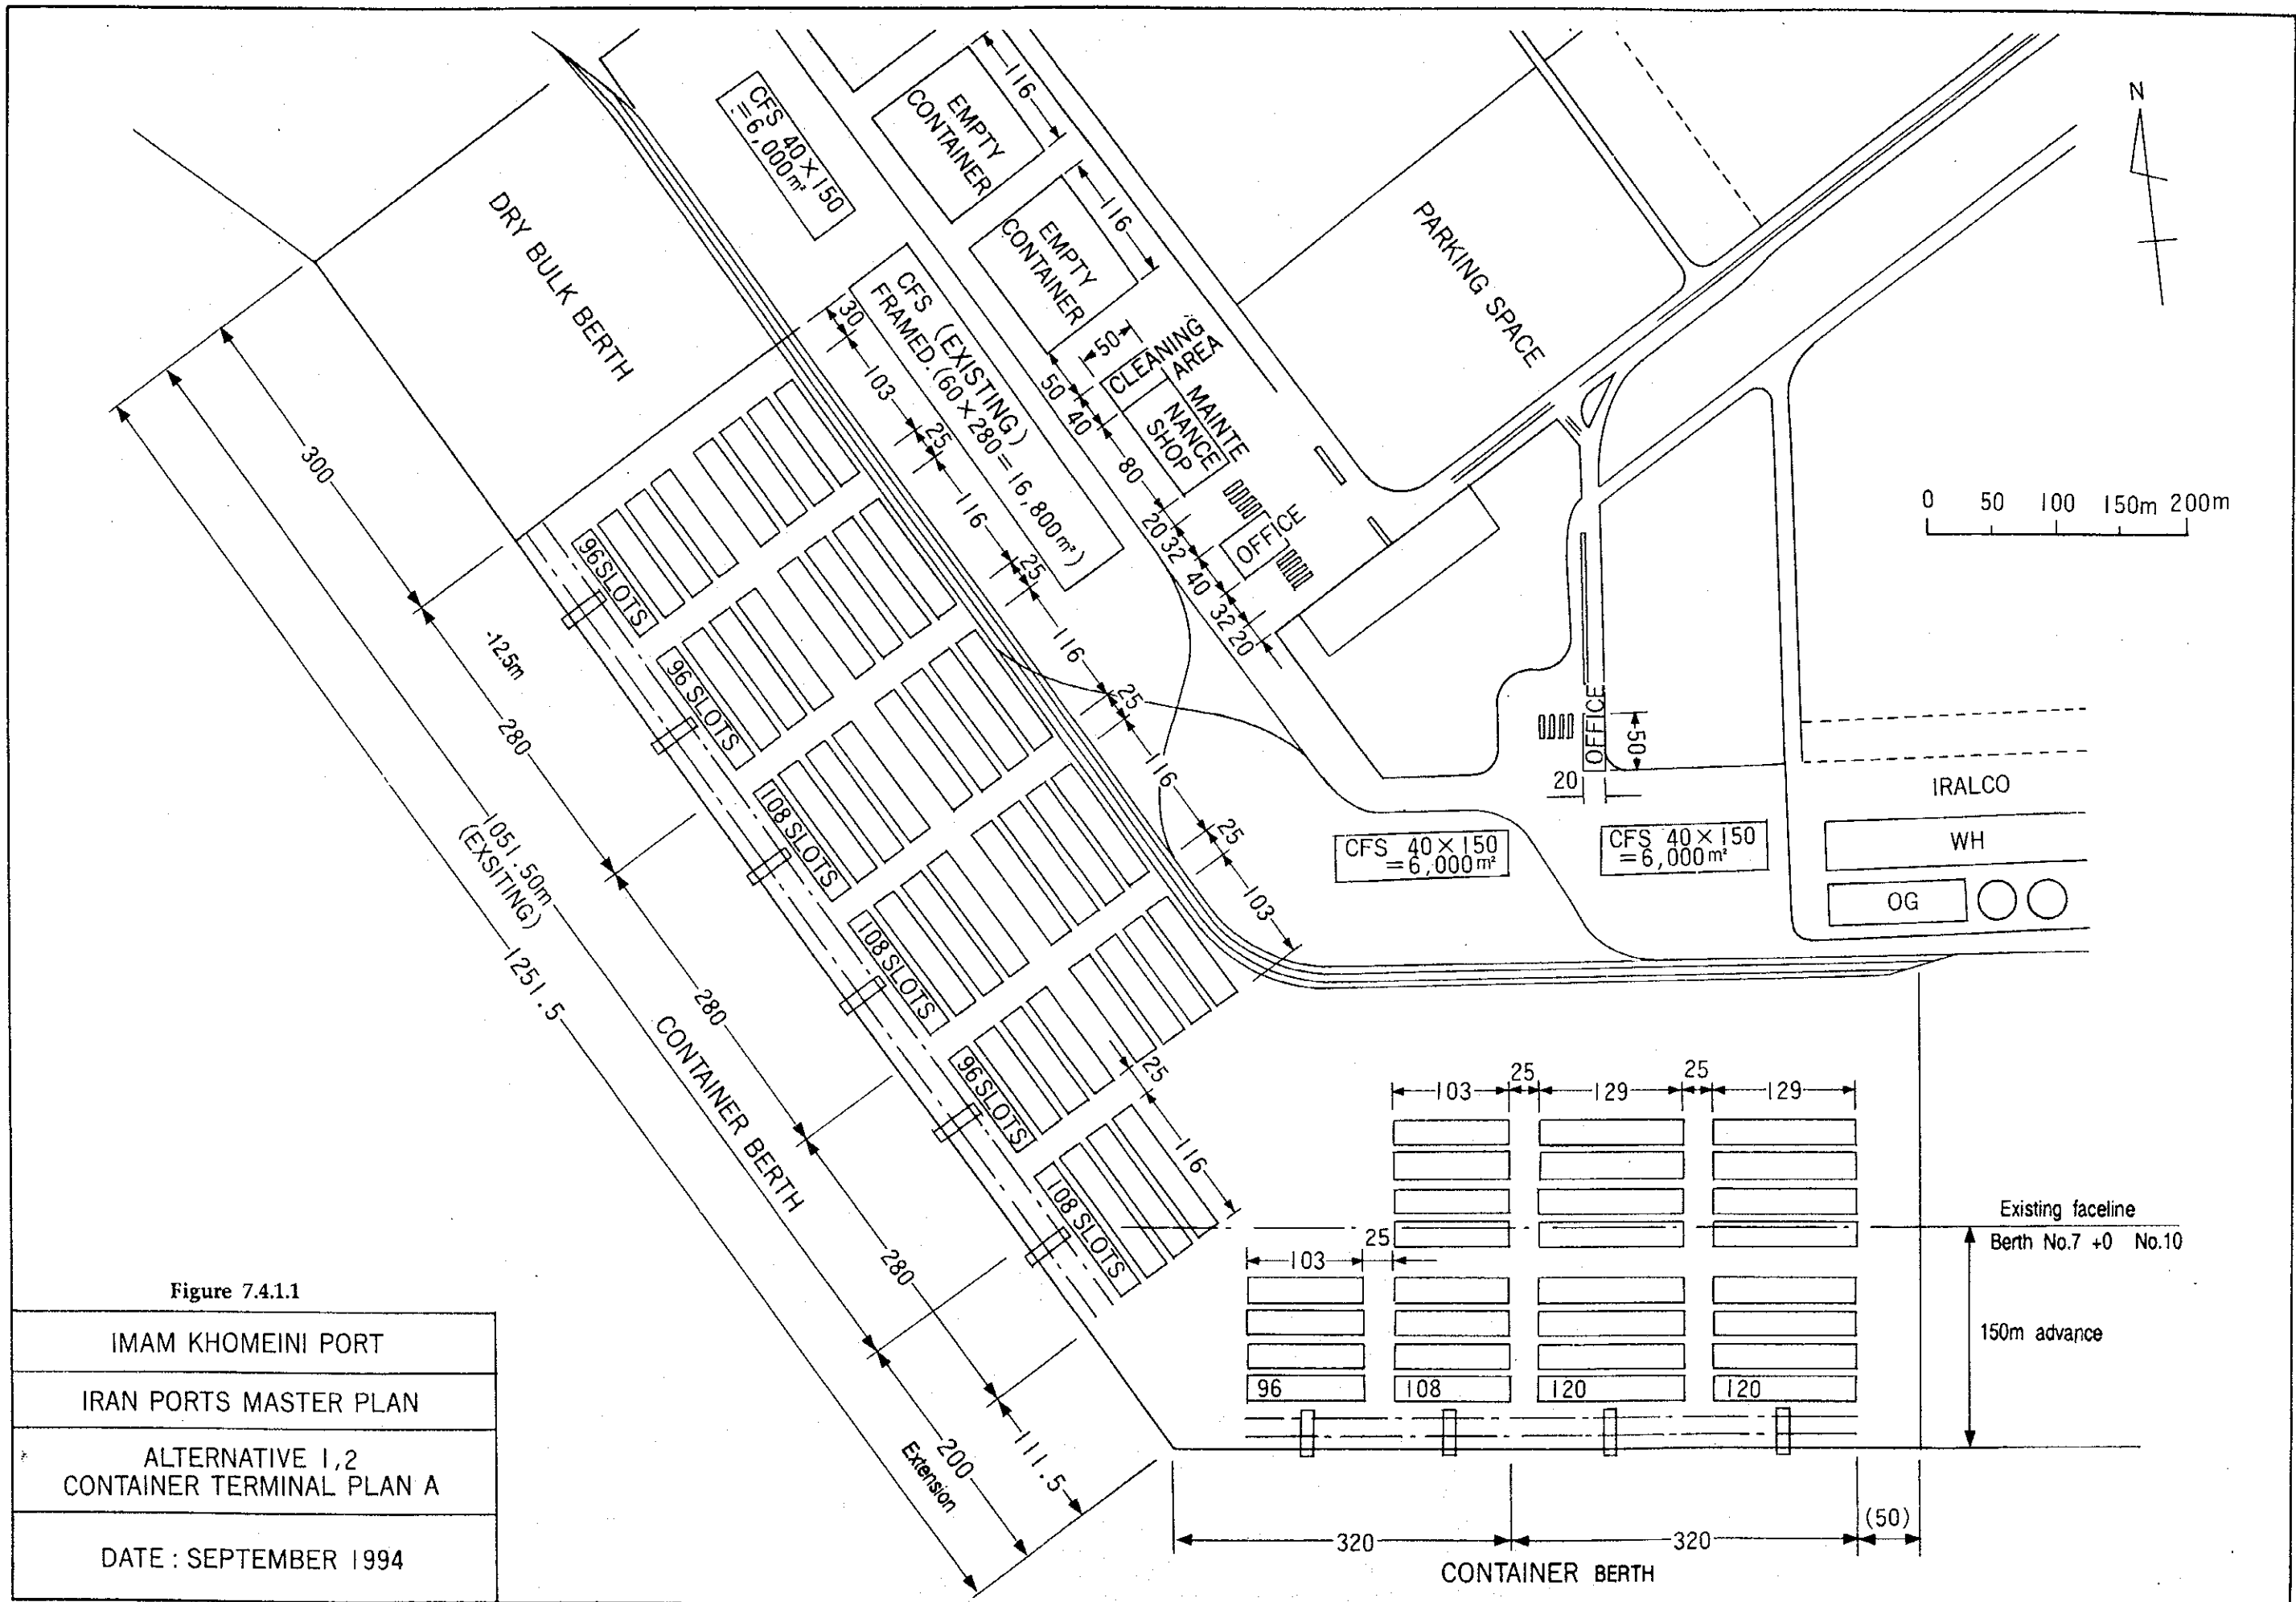 CFS 40×150
=6,000m²
EMPTY
CONTAINER
116
EMPTY
CONTAINER
116
N
DRY BULK BERTH
PARKING SPACE
CFS (EXISTING)
FRAMED.(60×280=16,800m²)
30
103
25
116
25
116
25
116
25
103
50
CLEANING
AREA
MAINTE
NANCE
SHOP
50
40
80
20
32
40
32
20
OFFICE
0 50 100 150m 200m
300
280
280
280
280
111.5
-12.5m
1051.50m
(EXSITING)
1251.5
200
Extension
CONTAINER BERTH
96SLOTS
96 SLOTS
108 SLOTS
108SLOTS
96SLOTS
108 SLOTS
25
116
OFFICE
50
20
IRALCO
WH
OG
CFS 40×150
=6,000m²
CFS 40×150
=6,000m²
103
25
129
25
129
103
25
Existing faceline
Berth No.7 +0 No.10
150m advance
96
108
120
120
320
320
(50)
CONTAINER BERTH
Figure 7.4.1.1
IMAM KHOMEINI PORT
IRAN PORTS MASTER PLAN
ALTERNATIVE 1,2
CONTAINER TERMINAL PLAN A
DATE : SEPTEMBER 1994